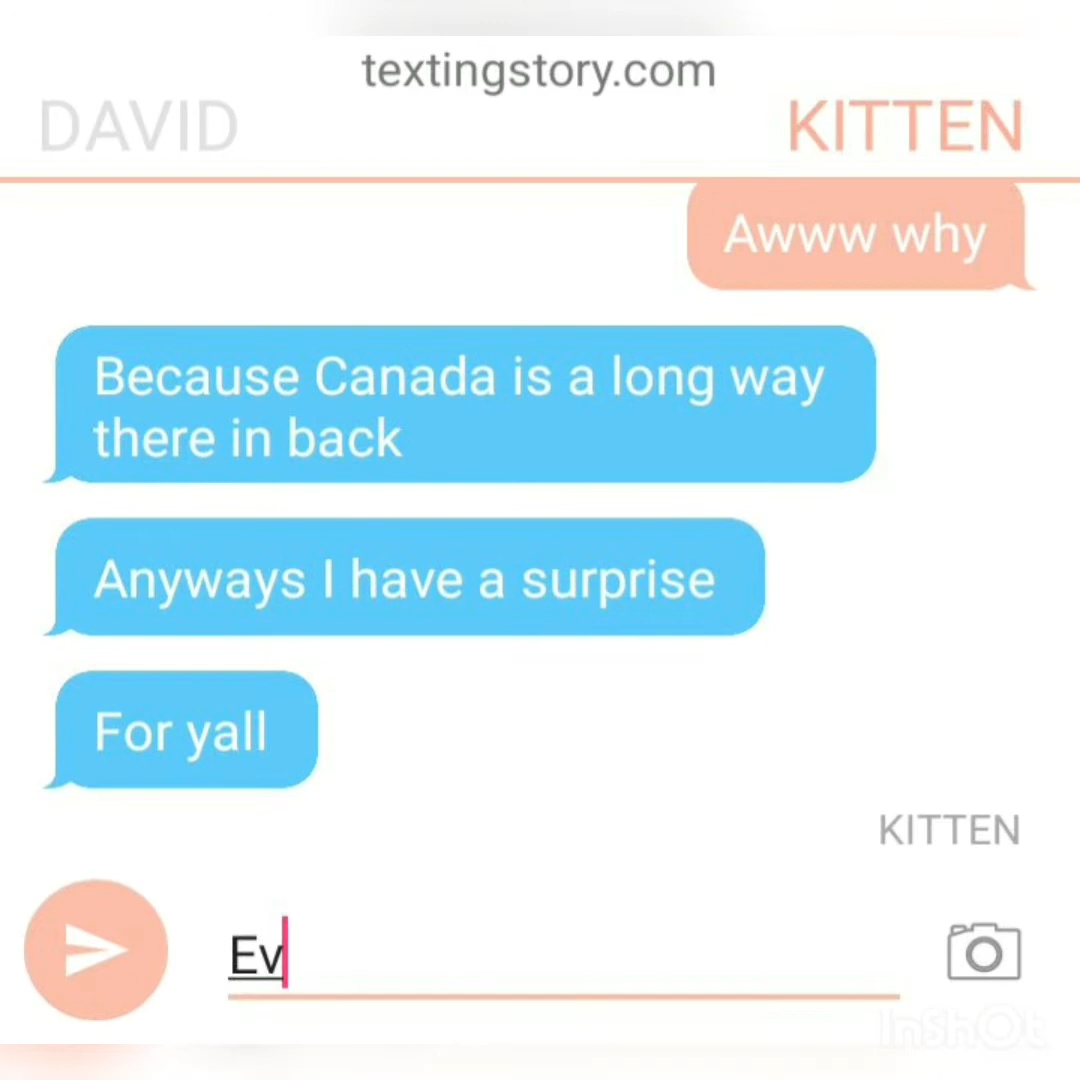 textingstory.com
DAVID
KITTEN
Awww why
Because Canada is a long way
there in back
Anyways I have a surprise
For yall
KITTEN
Ev
InShOt